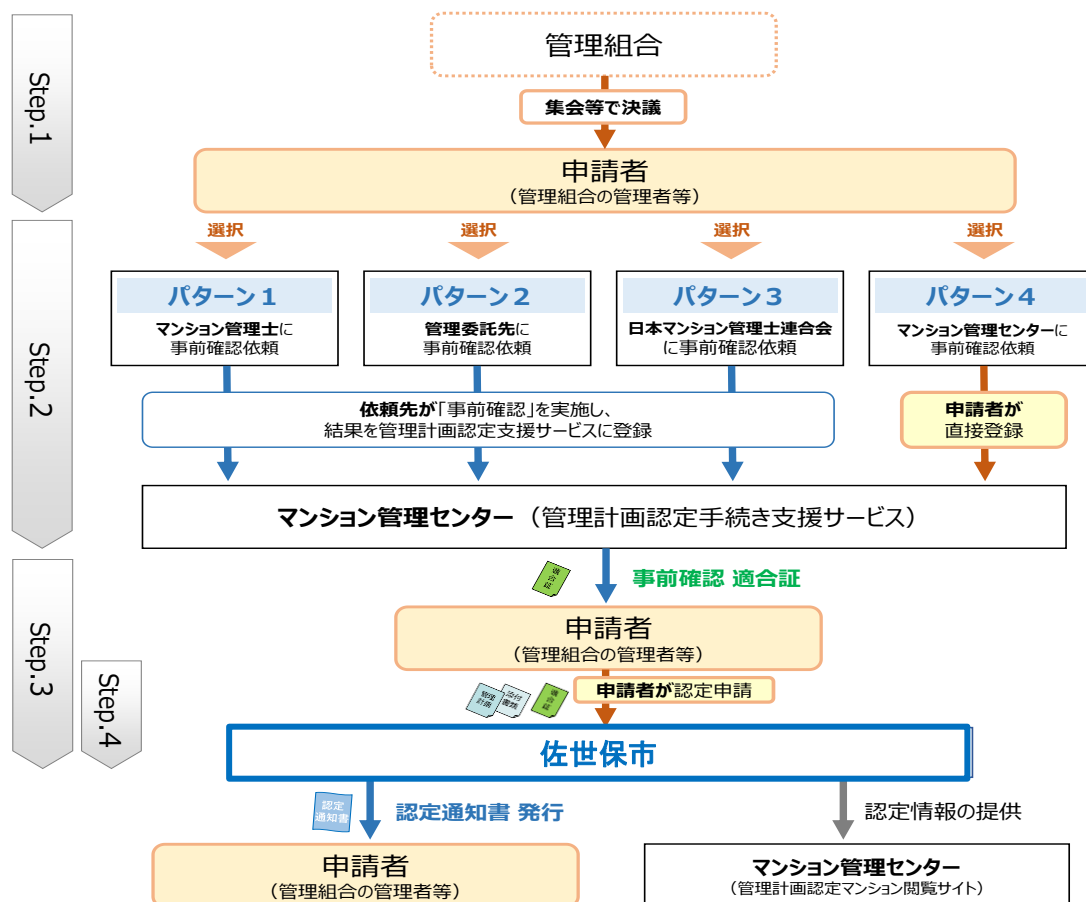 Step.1
管理組合
集会等で決議
申請者
（管理組合の管理者等）
Step.2
選択
選択
選択
選択
パターン１
マンション管理士に
事前確認依頼
パターン２
管理委託先に
事前確認依頼
パターン３
日本マンション管理士連合会
に事前確認依頼
パターン４
マンション管理センターに
事前確認依頼
依頼先が「事前確認」を実施し、
結果を管理計画認定支援サービスに登録
申請者が
直接登録
マンション管理センター（管理計画認定手続き支援サービス）
Step.3
適合証
事前確認 適合証
申請者
（管理組合の管理者等）
Step.4
管理
計画
添付
書類
適合証
申請者が認定申請
佐世保市
認定
通知書
認定通知書 発行
認定情報の提供
申請者
（管理組合の管理者等）
マンション管理センター
（管理計画認定マンション閲覧サイト）